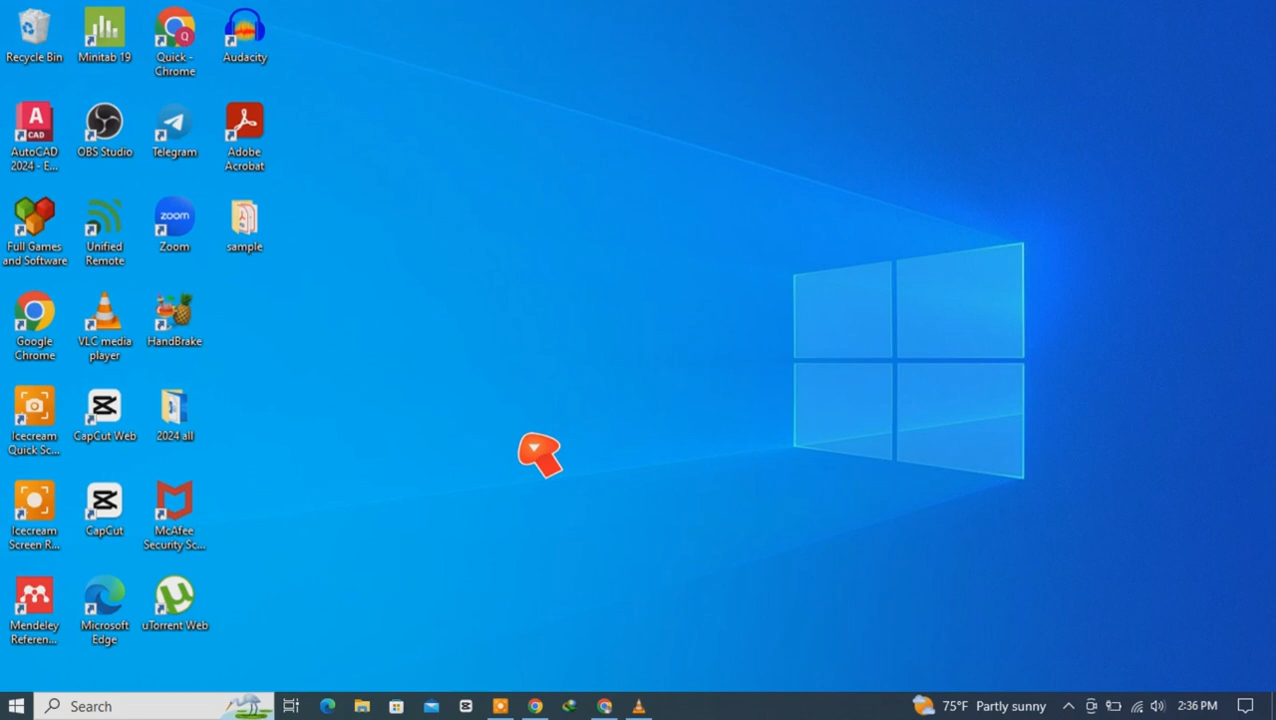 Recycle Bin
Minitab 19
Quick -
Chrome
Audacity
A
CAD
AutoCAD
2024 - E...
OBS Studio
Telegram
Adobe
Acrobat
Full Games
and Software
Unified
Remote
zoom
Zoom
sample
Google
Chrome
VLC media
player
HandBrake
Icecream
Quick Sc...
CapCut Web
2024 all
Icecream
Screen R...
CapCut
McAfee
Security Sc...
Mendeley
Referen...
Microsoft
Edge
uTorrent Web
Search
75°F Partly sunny
2:36 PM